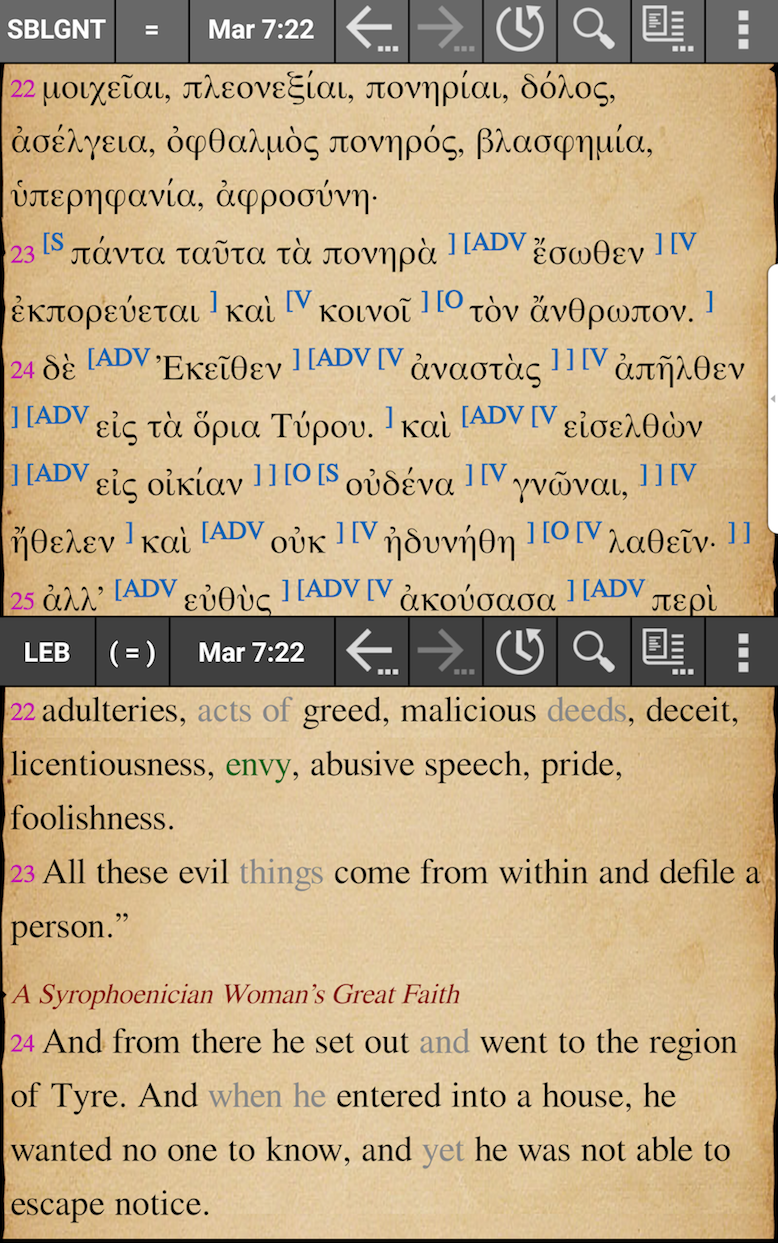 SBLGNT = Mar 7:22
22 μοιχεῖαι, πλεονεξίαι, πονηρίαι, δόλος,
ἀσέλγεια, ὀφθαλμὸς πονηρός, βλασφημία,
ὑπερηφανία, ἀφροσύνη·
23 [S πάντα ταῦτα τὰ πονηρὰ ] [ADV ἔσωθεν ] [V
ἐκπορεύεται ] καὶ [V κοινοῖ ] [O τὸν ἄνθρωπον. ]
24 δὲ [ADV Ἐκεῖθεν ] [ADV [V ἀναστὰς ] ] [V ἀπῆλθεν
] [ADV εἰς τὰ ὅρια Τύρου. ] καὶ [ADV [V εἰσελθὼν
] [ADV εἰς οἰκίαν ] ] [O [S οὐδένα ] [V γνῶναι, ] ] [V
ἤθελεν ] καὶ [ADV οὐκ ] [V ἠδυνήθη ] [O [V λαθεῖν· ] ]
25 ἀλλ’ [ADV εὐθὺς ] [ADV [V ἀκούσασα ] [ADV περὶ
LEB (=) Mar 7:22
22 adulteries, acts of greed, malicious deeds, deceit,
licentiousness, envy, abusive speech, pride,
foolishness.
23 All these evil things come from within and defile a
person.”
A Syrophoenician Woman’s Great Faith
24 And from there he set out and went to the region
of Tyre. And when he entered into a house, he
wanted no one to know, and yet he was not able to
escape notice.